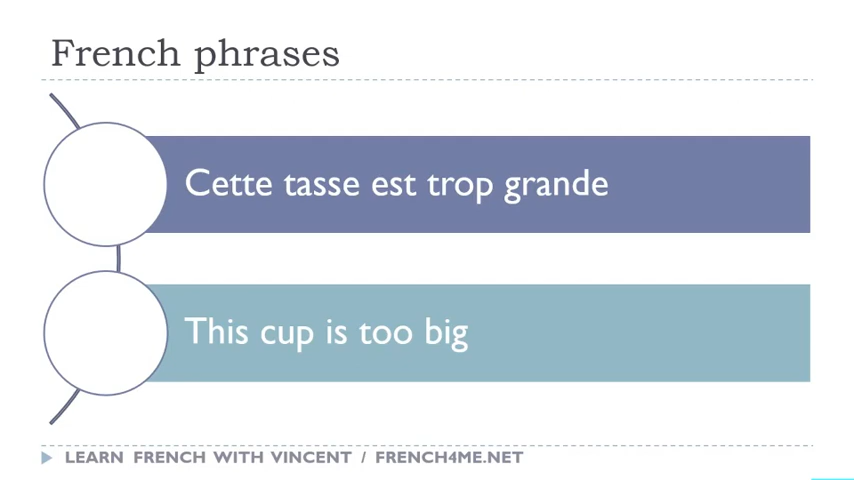 French phrases
Cette tasse est trop grande
This cup is too big
LEARN FRENCH WITH VINCENT / FRENCH4ME.NET